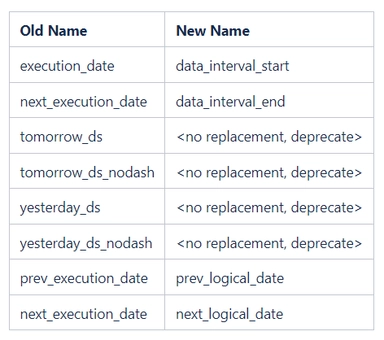 Old Name New Name
execution_date data_interval_start
next_execution_date data_interval_end
tomorrow_ds <no replacement, deprecate>
tomorrow_ds_nodash <no replacement, deprecate>
yesterday_ds <no replacement, deprecate>
yesterday_ds_nodash <no replacement, deprecate>
prev_execution_date prev_logical_date
next_execution_date next_logical_date